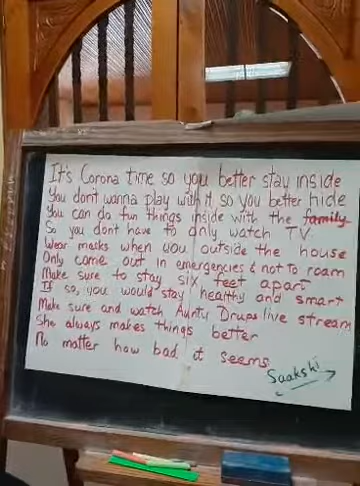 It's Corona time so you better stay inside
You don't wanna play with it, so you better hide
You can do fun things inside with the family
So you don't have to only watch TV
Wear masks when you outside the house
Only come out in emergencies & not to roam
Make sure to stay six feet apart
If so, you would stay healthy and smart
Make sure and watch Aunty Drups live stream
She always makes things better
No matter how bad it seems
Saakshi